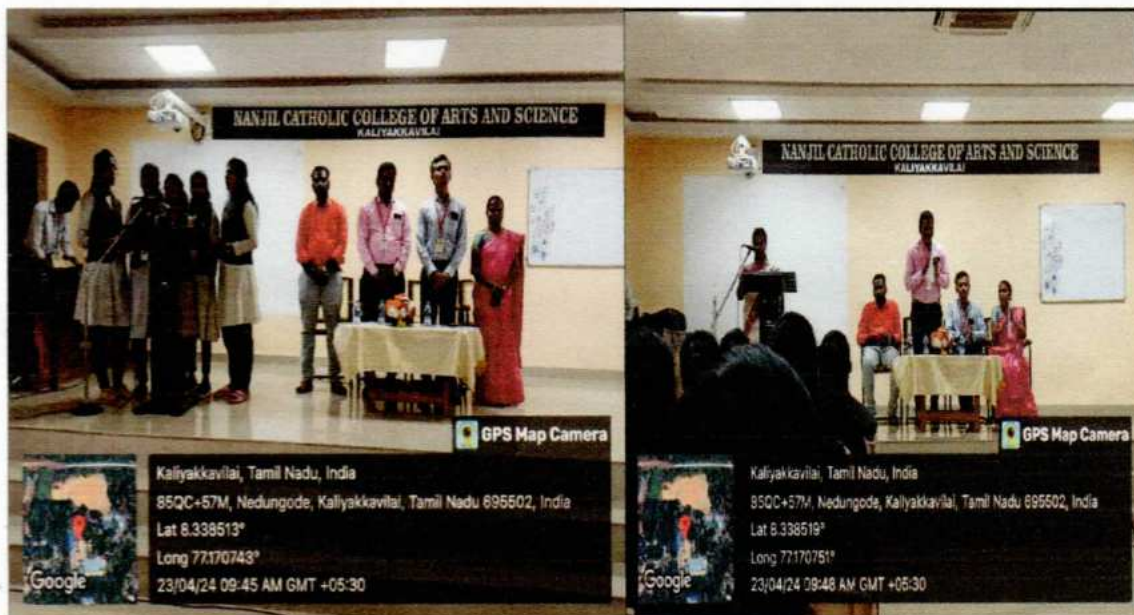 NANJIL CATHOLIC COLLEGE OF ARTS AND SCIENCE
KALIYAKKAVILAI
GPS Map Camera
Kaliyakkavilai, Tamil Nadu, India
85QC+57M, Nedungode, Kaliyakkavilai, Tamil Nadu 695502, India
Lat 8.338513°
Long 77.170743°
23/04/24 09:45 AM GMT +05:30
Google
NANJIL CATHOLIC COLLEGE OF ARTS AND SCIENCE
KALIYAKKAVILAI
GPS Map Camera
Kaliyakkavilai, Tamil Nadu, India
85QC+57M, Nedungode, Kaliyakkavilai, Tamil Nadu 695502, India
Lat 8.338519°
Long 77.170751°
23/04/24 09:48 AM GMT +05:30
Google